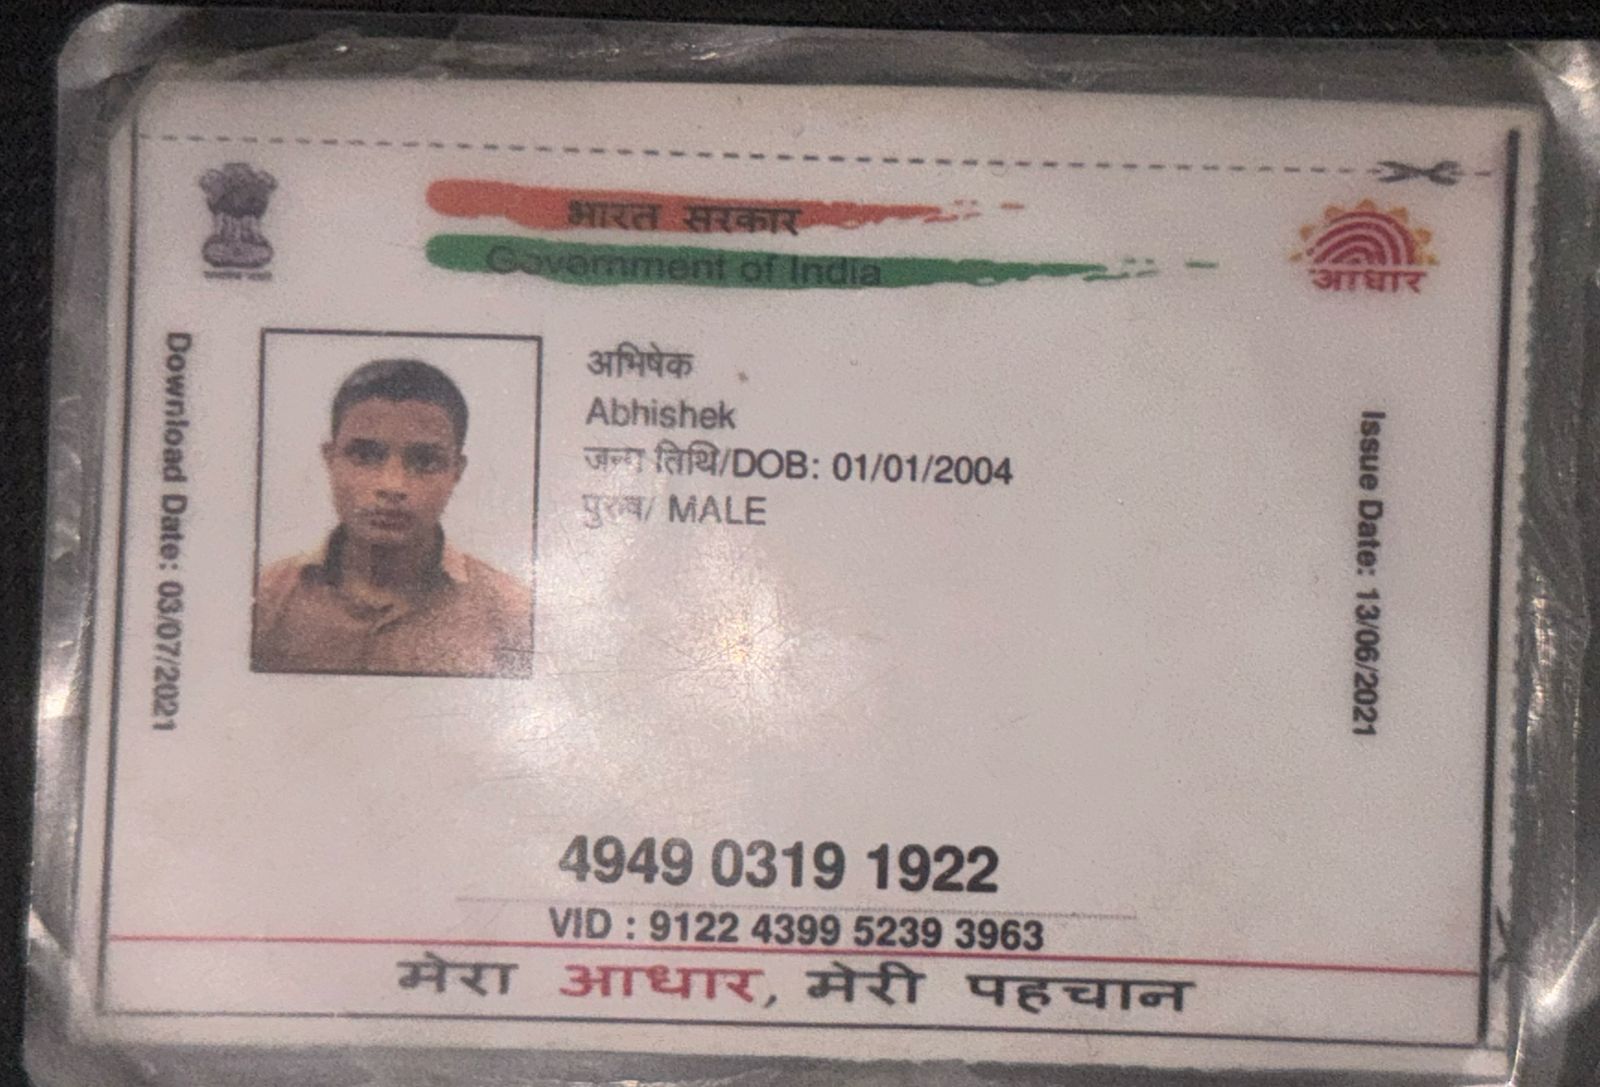 भारत सरकार
Government of India
आधार
Download Date: 03/07/2021
अभिषेक
Abhishek
जन्म तिथि/DOB: 01/01/2004
पुरुष/ MALE
Issue Date: 13/06/2021
4949 0319 1922
VID : 9122 4399 5239 3963
मेरा आधार, मेरी पहचान